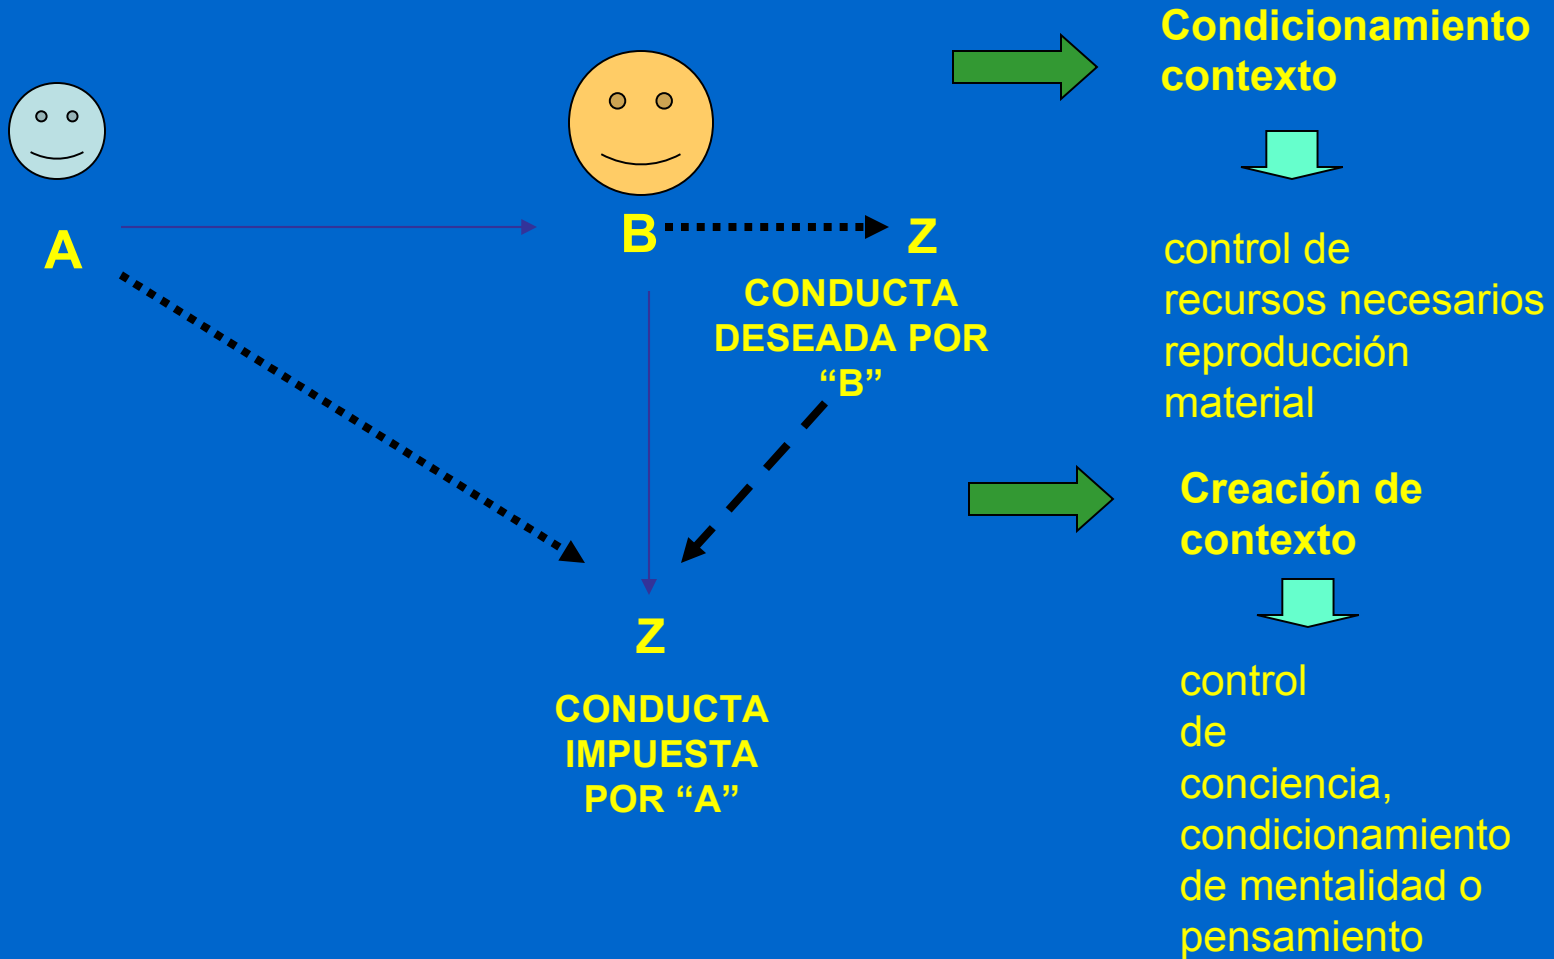 A
B
Z
CONDUCTA
DESEADA POR
“B”
Z
CONDUCTA
IMPUESTA
POR “A”
Condicionamiento
contexto
control de
recursos necesarios
reproducción
material
Creación de
contexto
control
de
conciencia,
condicionamiento
de mentalidad o
pensamiento